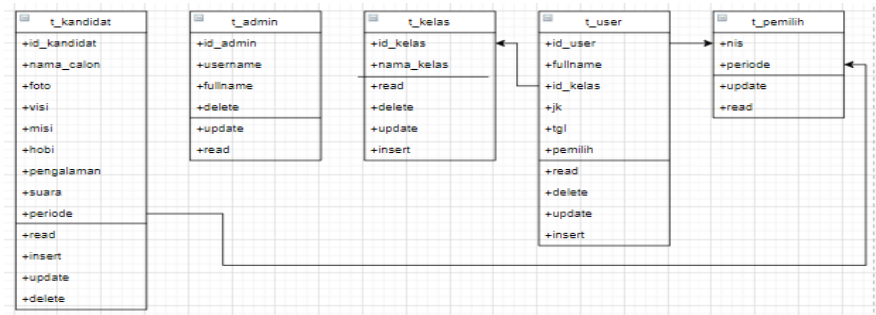 t_kandidat
+id_kandidat
+nama_calon
+foto
+visi
+misi
+hobi
+pengalaman
+suara
+periode
+read
+insert
+update
+delete
t_admin
+id_admin
+username
+fullname
+delete
+update
+read
t_kelas
+id_kelas
+nama_kelas
+read
+delete
+update
+insert
t_user
+id_user
+fullname
+id_kelas
+jk
+tgl
+pemilih
+read
+delete
+update
+insert
t_pemilih
+nis
+periode
+update
+read